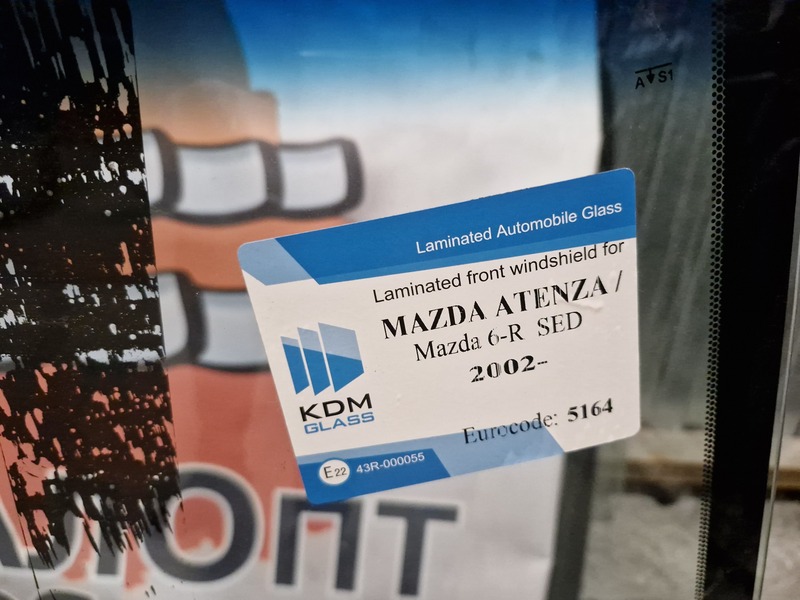 A S1
Laminated Automobile Glass
Laminated front windshield for
MAZDA ATENZA /
Mazda 6-R SED
2002-
KDM
GLASS
Eurocode: 5164
E22 43R-000055
ЛОПТ